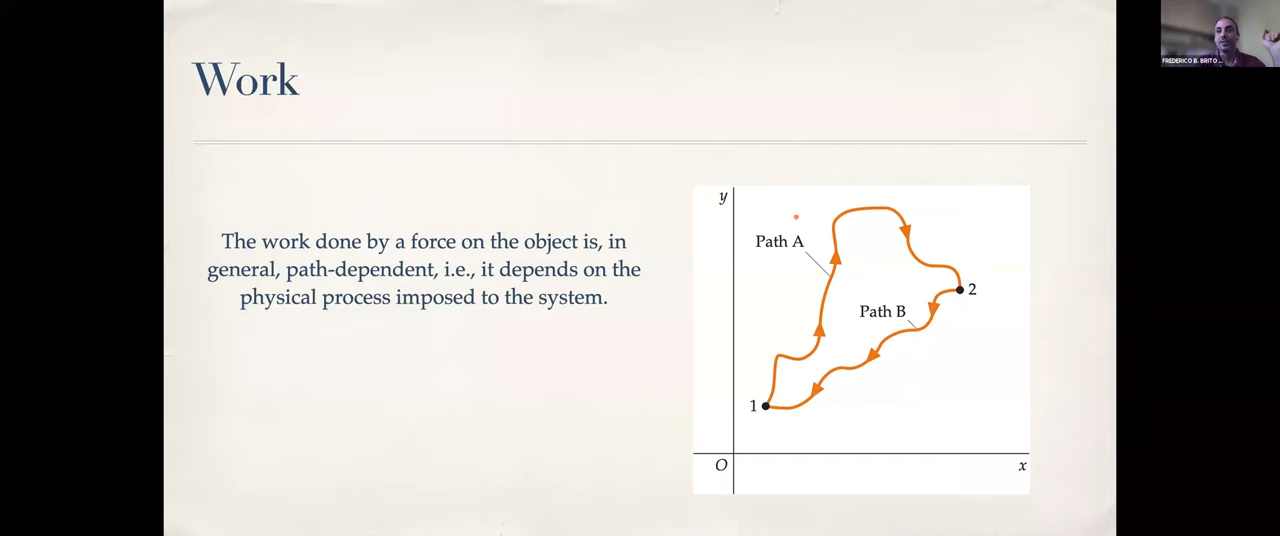 Work
FREDERICO B. BRITO ...
The work done by a force on the object is, in
general, path-dependent, i.e., it depends on the
physical process imposed to the system.
y
Path A
2
Path B
1
O
x